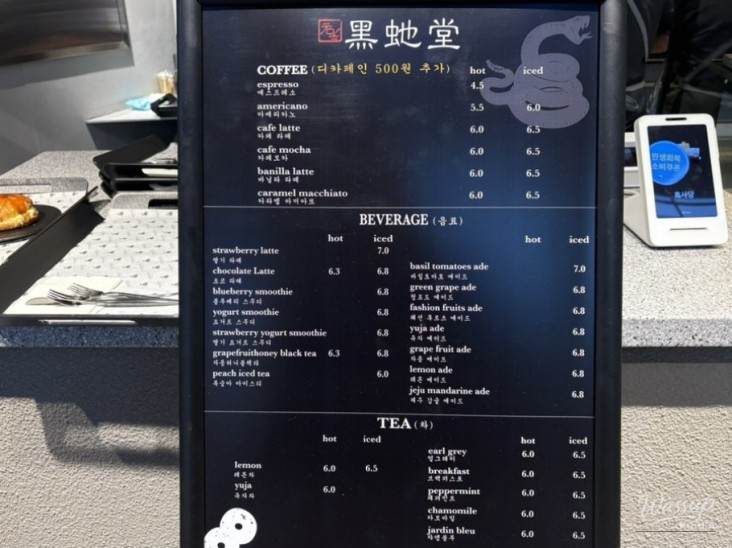 黑虵堂
COFFEE (디카페인 500원 추가) hot iced
espresso 4.5
에스프레소
americano 5.5 6.0
아메리카노
cafe latte 6.0 6.5
카페 라떼
cafe mocha 6.0 6.5
카페모카
banilla latte 6.0 6.5
바닐라 라떼
caramel macchiato 6.0 6.5
카라멜 마끼아또
BEVERAGE (음료)
hot iced
strawberry latte 7.0
딸기 라떼
chocolate Latte 6.3 6.8
초코 라떼
blueberry smoothie 6.8
블루베리 스무디
yogurt smoothie 6.8
요거트 스무디
strawberry yogurt smoothie 6.8
딸기 요거트 스무디
grapefruithoney black tea 6.3 6.8
자몽허니블랙티
peach iced tea 6.0
복숭아 아이스티
hot iced
basil tomatoes ade 7.0
바질토마토 에이드
green grape ade 6.8
청포도 에이드
fashion fruits ade 6.8
패션 후르츠 에이드
yuja ade 6.8
유자 에이드
grape fruit ade 6.8
자몽 에이드
lemon ade 6.8
레몬 에이드
jeju mandarine ade 6.8
제주 감귤 에이드
TEA (차)
hot iced
lemon 6.0 6.5
레몬차
yuja 6.0
유자차
hot iced
earl grey 6.0 6.5
얼그레이
breakfast 6.0 6.5
브렉퍼스트
peppermint 6.0 6.5
페퍼민트
chamomile 6.0 6.5
카모마일
jardin bleu 6.0 6.5
자뎅블루